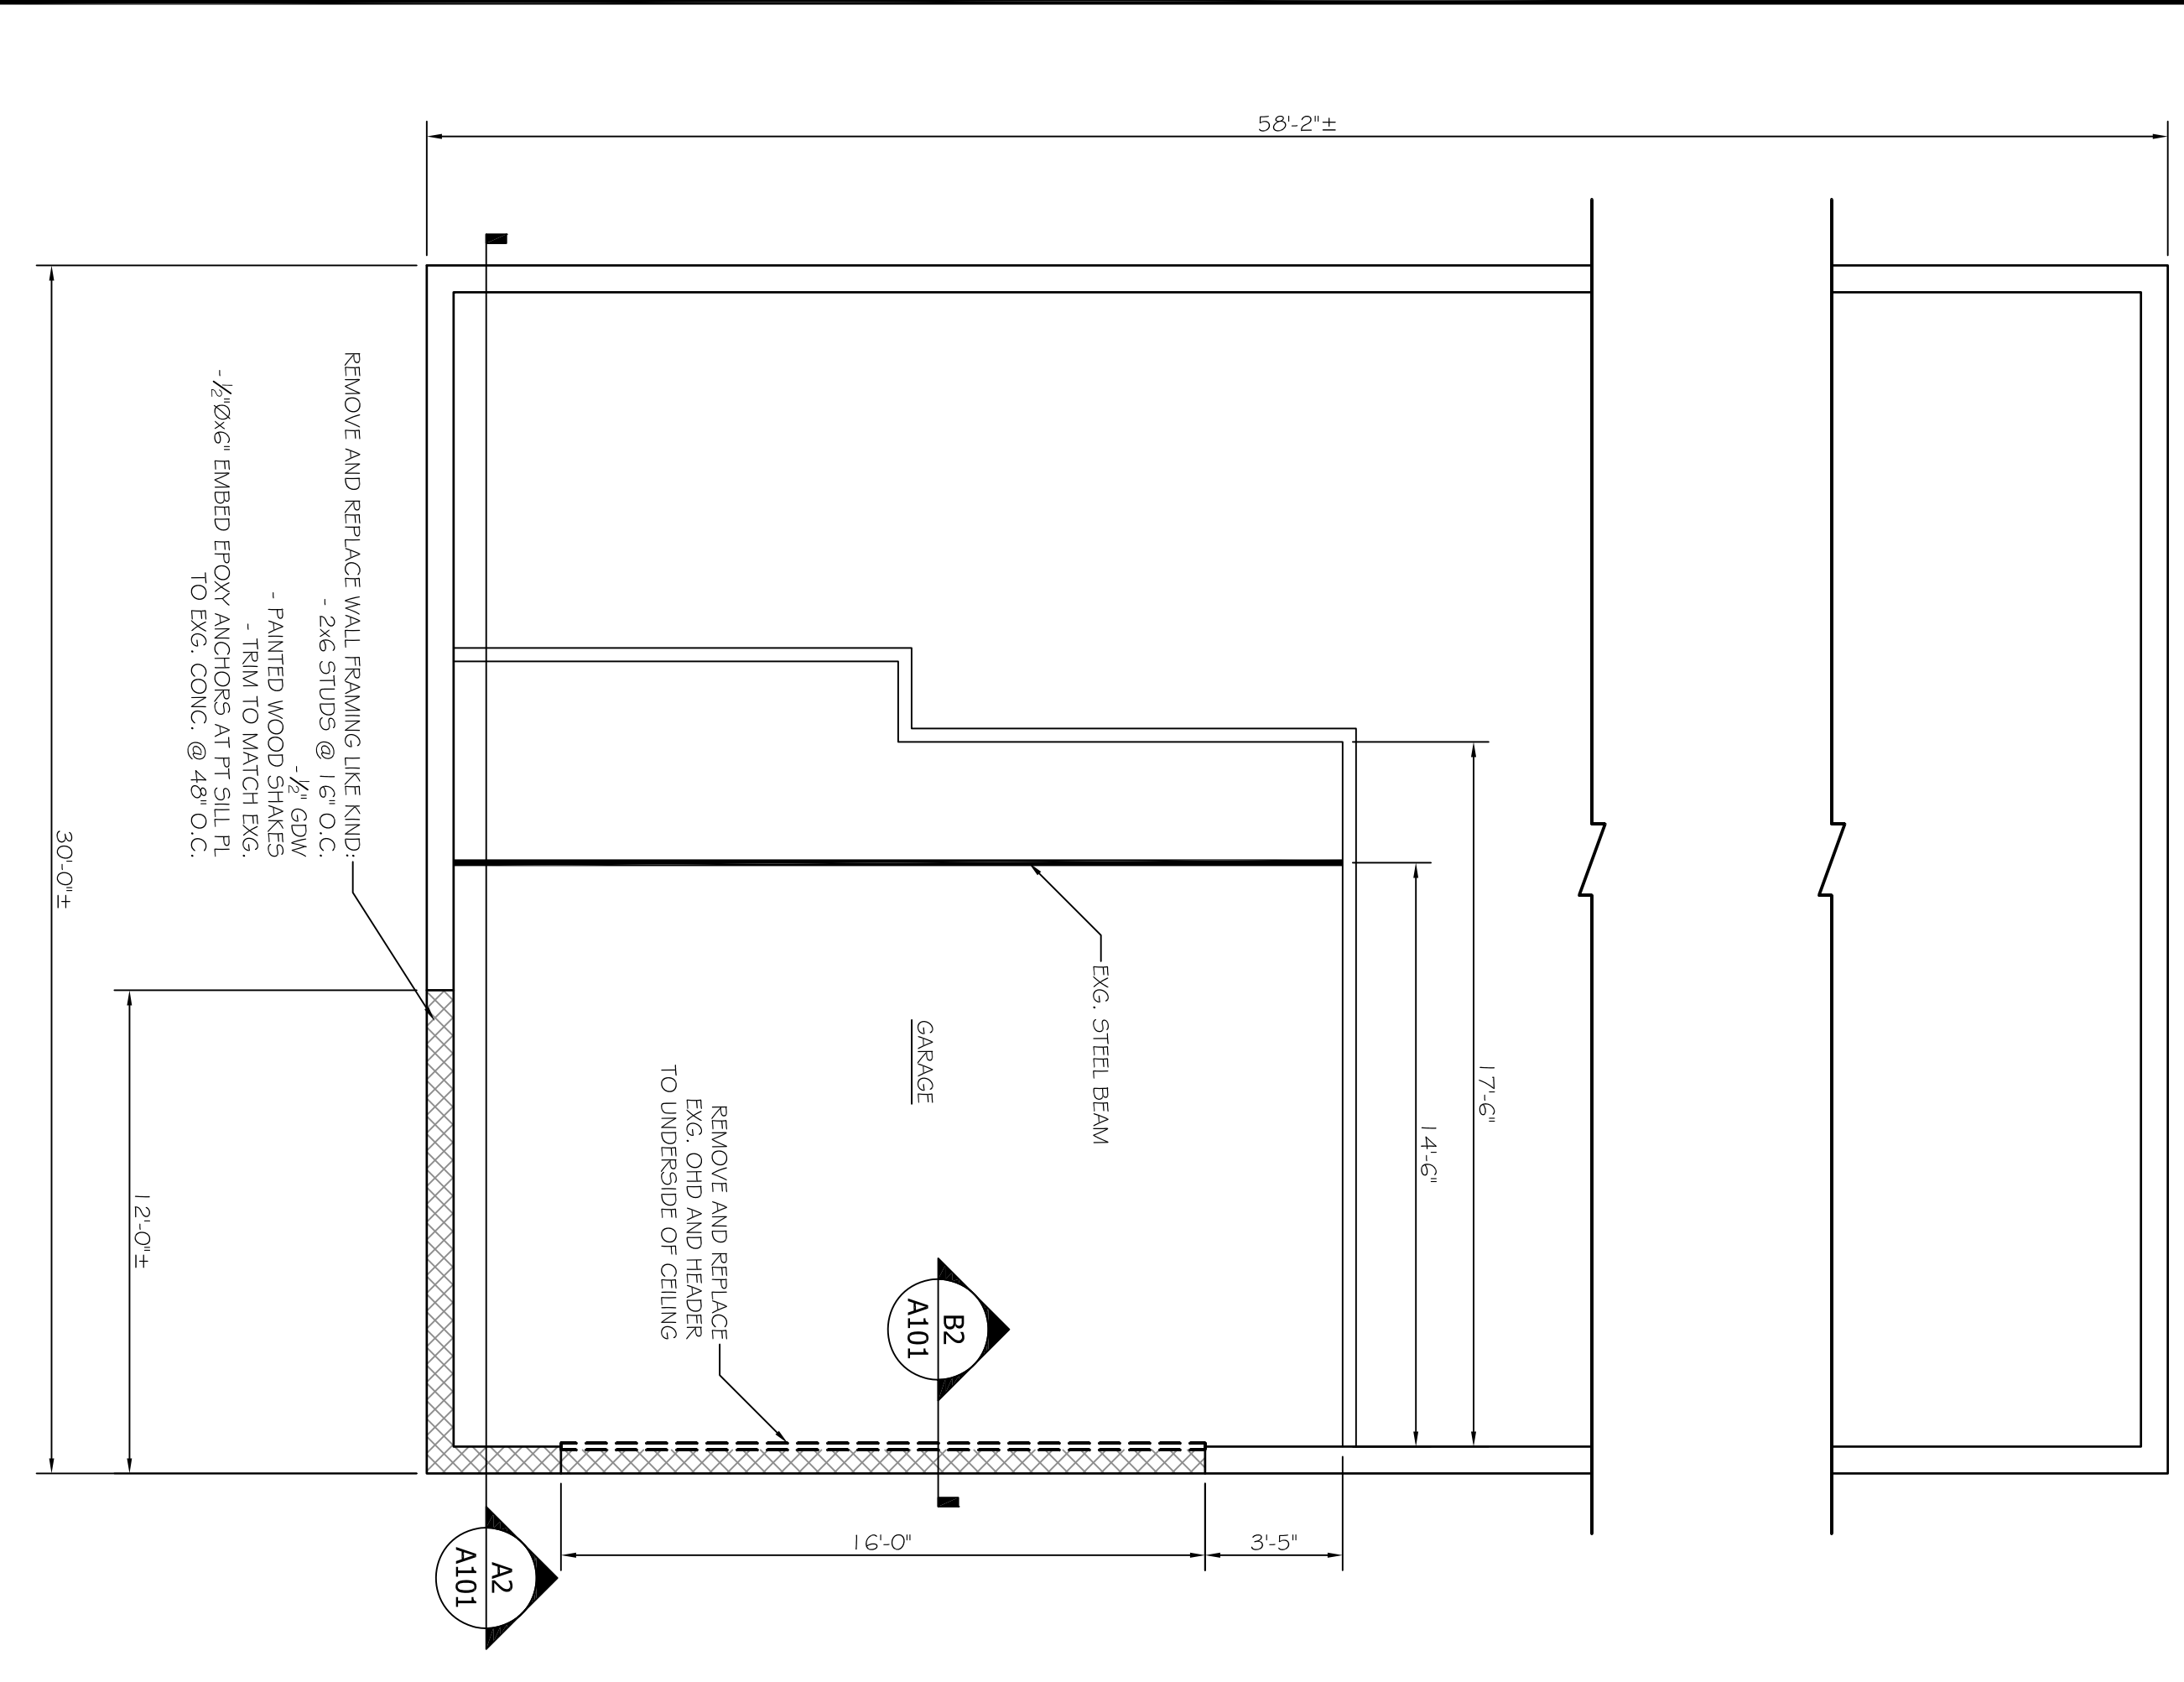 58'-2"±
REMOVE AND REPLACE WALL FRAMING LIKE KIND:
- 2x6 STUDS @ 16" O.C.
- ½" GDW
- PAINTED WOOD SHAKES
- TRIM TO MATCH EXG.
- ½"Øx6" EMBED EPOXY ANCHORS AT PT SILL PL
TO EXG. CONC. @ 48" O.C.
30'-0"±
12'-0"±
EXG. STEEL BEAM
GARAGE
REMOVE AND REPLACE
EXG. OHD AND HEADER
TO UNDERSIDE OF CEILING
17'-6"
14'-6"
B2
A101
16'-0"
3'-5"
A2
A101